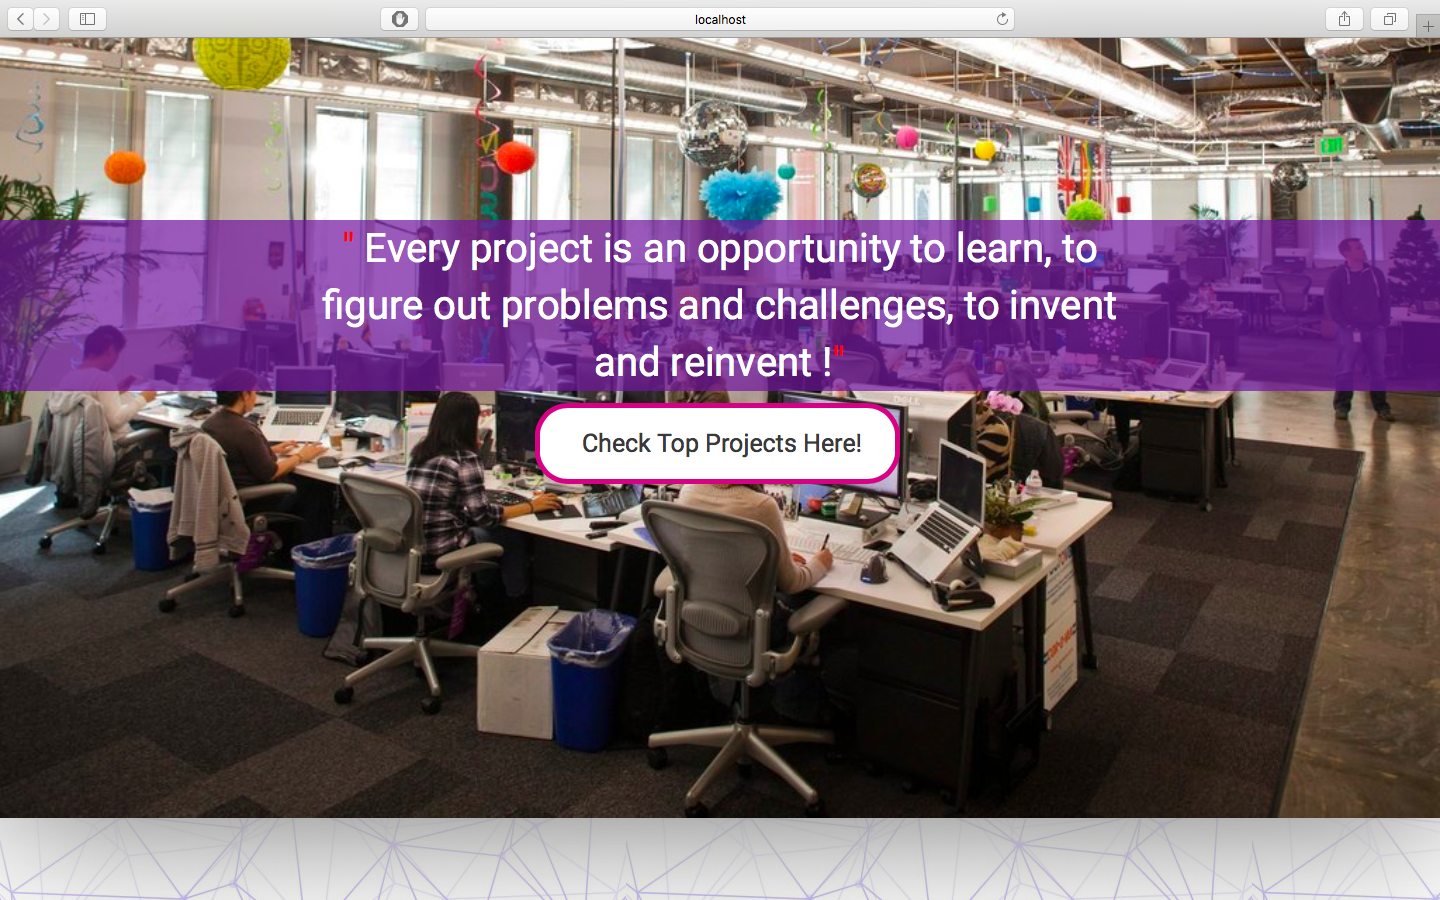 localhost
" Every project is an opportunity to learn, to
figure out problems and challenges, to invent
and reinvent !"
Check Top Projects Here!
DELL